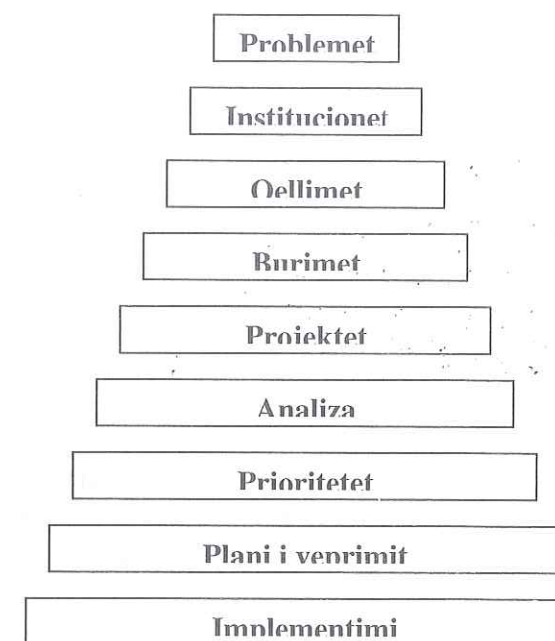 Problemet
Institucionet
Qellimet
Burimet
Projektet
Analiza
Prioritetet
Plani i veprimit
Implementimi